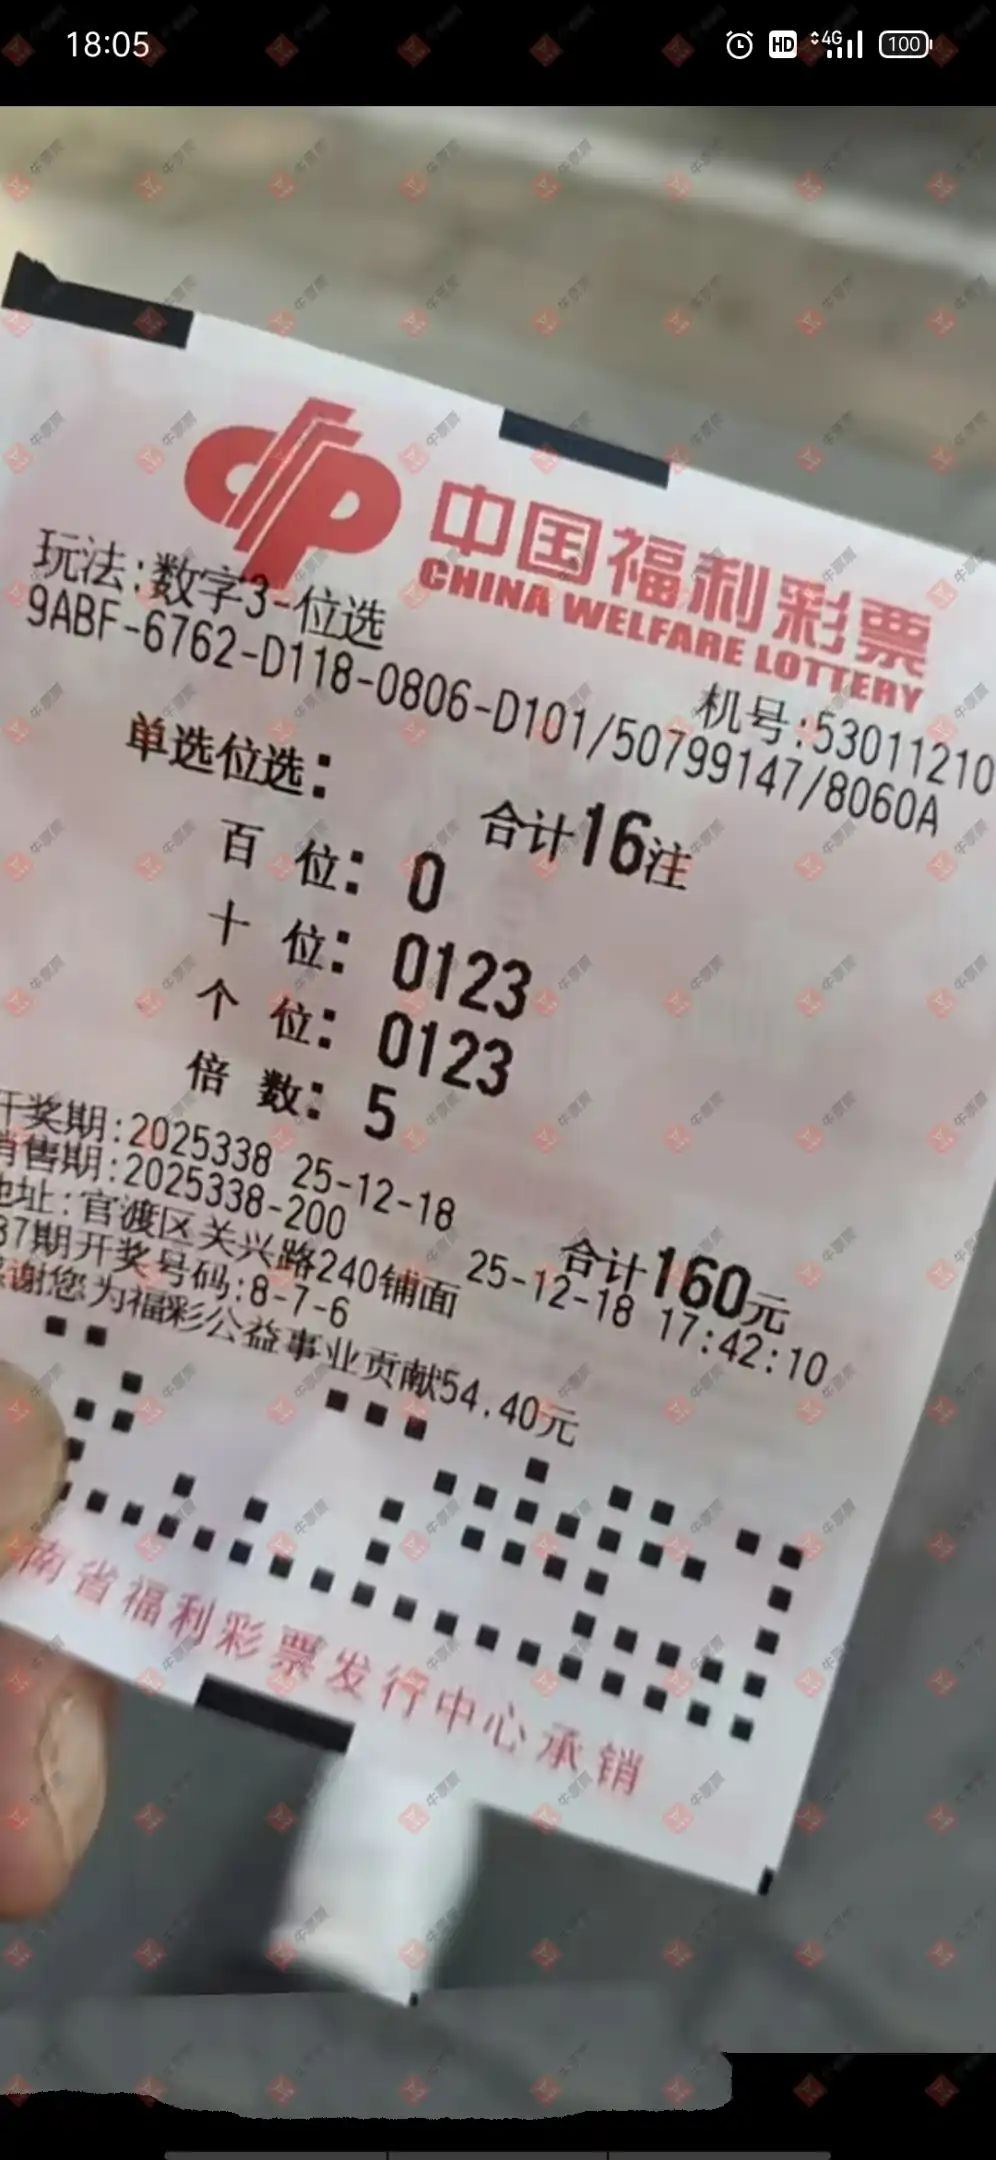 18:05
HD 4G 100
中国福利彩票
CHINA WELFARE LOTTERY
玩法:数字3-位选
机号:53011210
9ABF-6762-D118-0806-D101/50799147/8060A
单选位选:
合计16注
百 位: 0
十 位: 0123
个 位: 0123
倍 数: 5
开奖期:2025338 25-12-18
合计160元
销售期:2025338-200
25-12-18 17:42:10
地址:官渡区关兴路240铺面
37期开奖号码:8-7-6
感谢您为福彩公益事业贡献54.40元
南省福利彩票发行中心承销